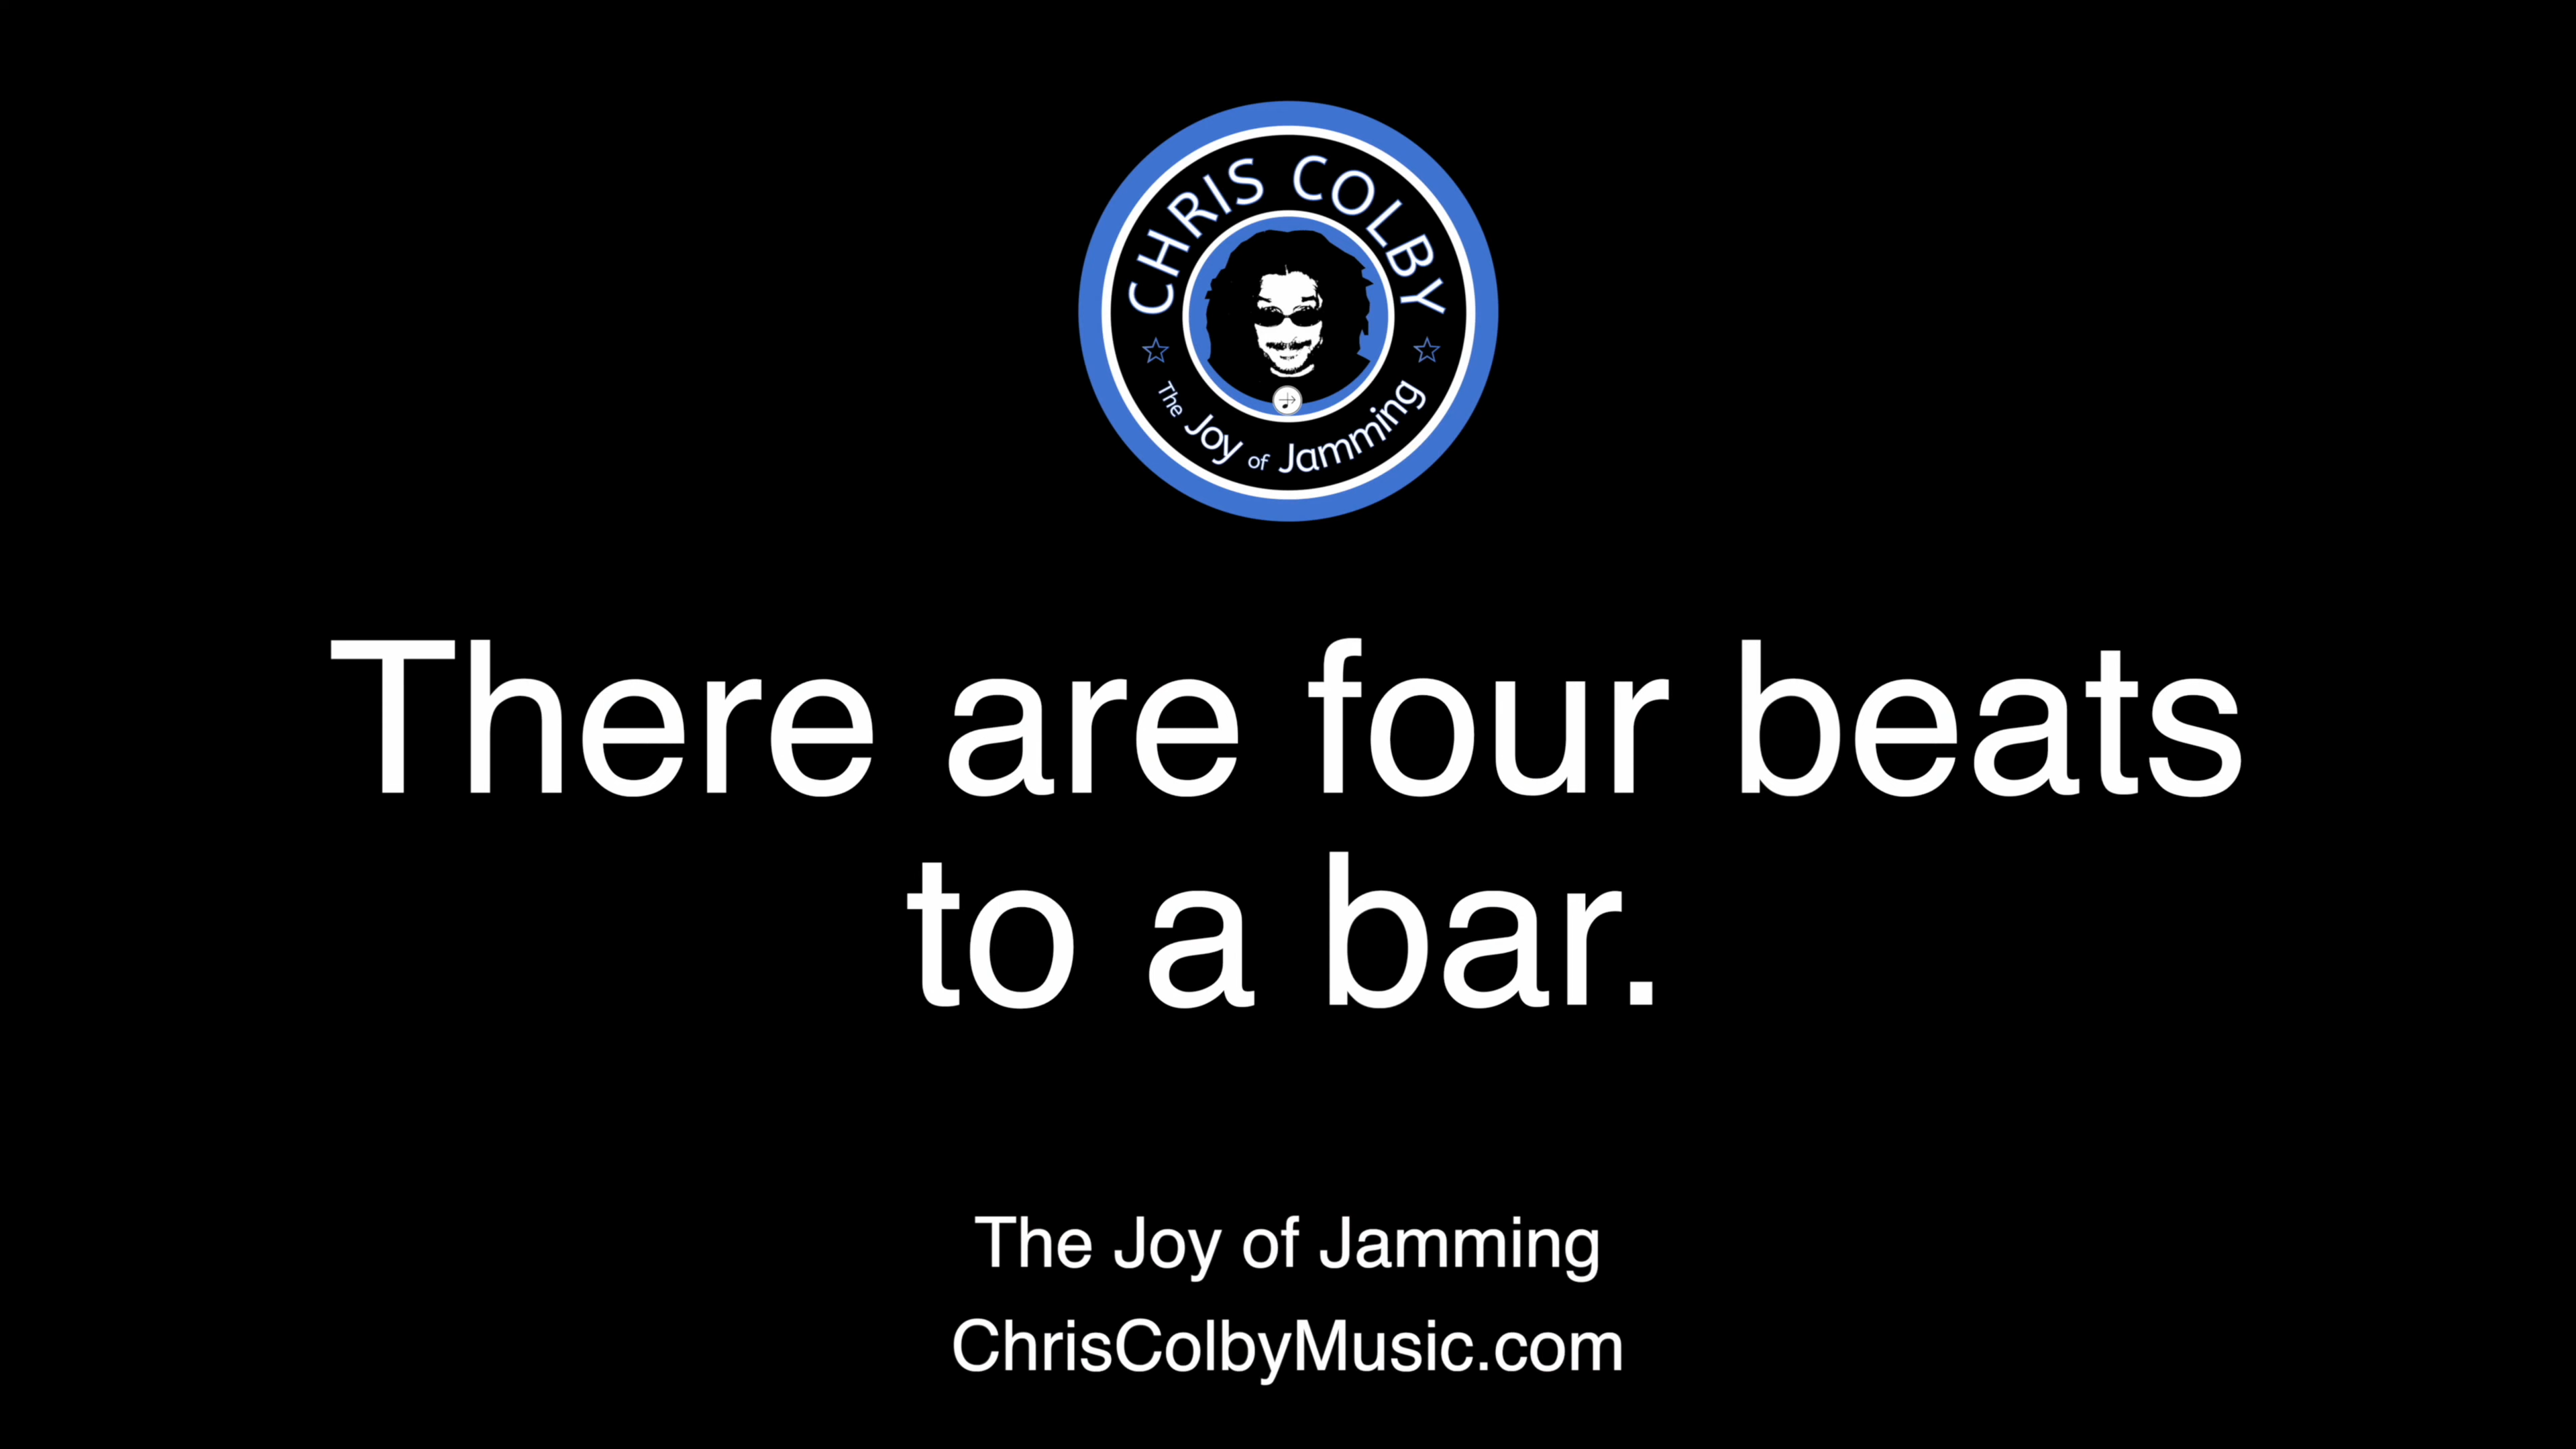 CHRIS COLBY
The Joy of Jamming
There are four beats
to a bar.
The Joy of Jamming
ChrisColbyMusic.com